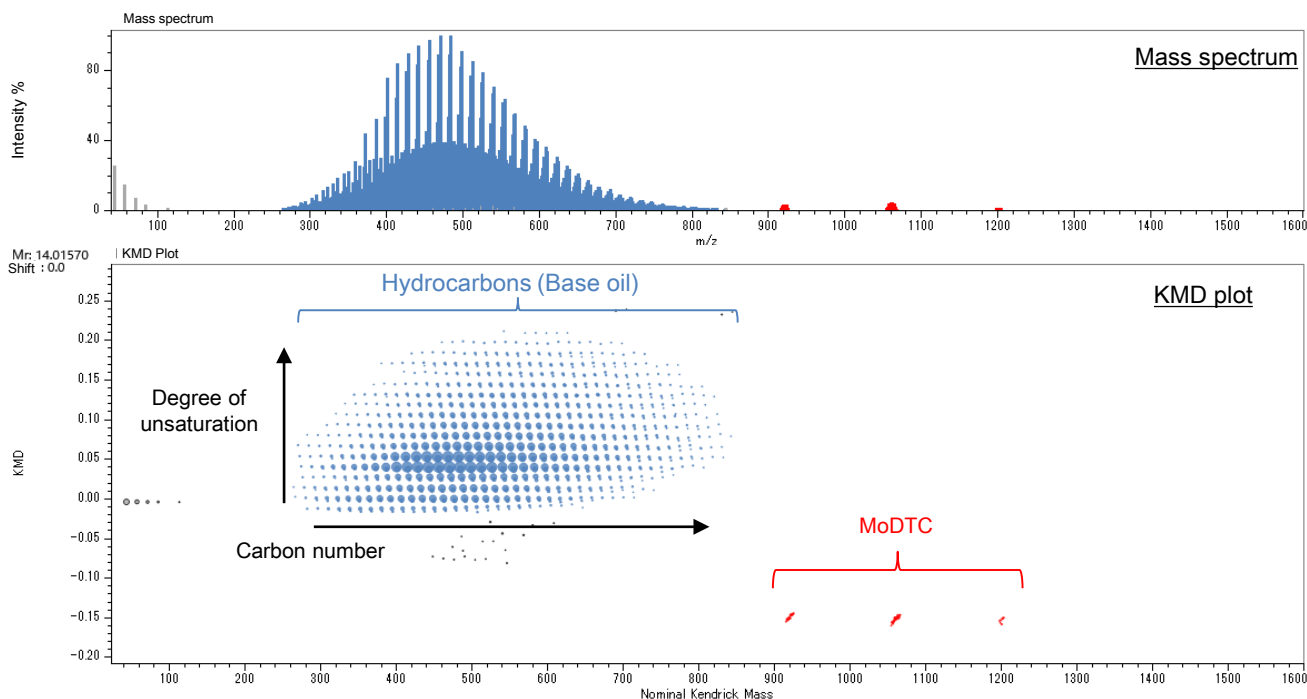 Mass spectrum
Mass spectrum
Intensity %
80
40
0
100 200 300 400 500 600 700 800 900 1000 1100 1200 1300 1400 1500 1600
m/z
Mr: 14.01570
Shift : 0.0
KMD Plot
Hydrocarbons (Base oil)
KMD plot
0.25
0.20
0.15
0.10
0.05
0.00
-0.05
-0.10
-0.15
-0.20
KMD
Degree of
unsaturation
Carbon number
MoDTC
100 200 300 400 500 600 700 800 900 1000 1100 1200 1300 1400 1500 1600
Nominal Kendrick Mass